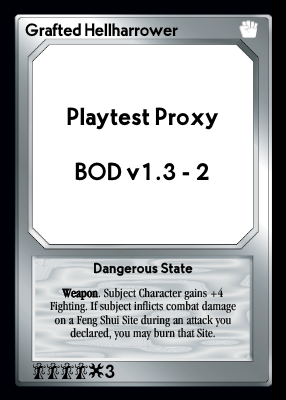 Grafted Hellharrower
Playtest Proxy
BOD v1.3 - 2
Dangerous State
Weapon. Subject Character gains +4
Fighting. If subject inflicts combat damage
on a Feng Shui Site during an attack you
declared, you may burn that Site.
3